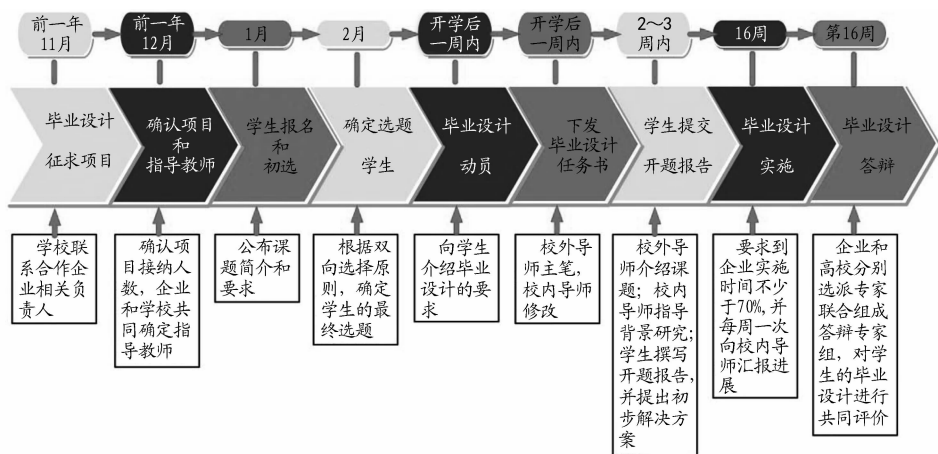 前一年
11月
前一年
12月
1月
2月
开学后
一周内
开学后
一周内
2~3
周内
16周
第16周
毕业设计
征求项目
确认项目
和
指导教师
学生报名
和
初选
确定选题
学生
毕业设计
动员
下发
毕业设计
任务书
学生提交
开题报告
毕业设计
实施
毕业设计
答辩
学校联
系合作企
业相关负
责人
确认项
目接纳人
数，企业
和学校共
同确定指
导教师
公布课
题简介和
要求
根据双
向选择原
则，确定
学生的最
终选题
向学生
介绍毕业
设计的要
求
校外导
师主笔，
校内导师
修改
校外导
师介绍课
题；校内
导师指导
背景研究；
学生撰写
开题报告，
并提出初
步解决方
案
要求到
企业实施
时间不少
于70%，并
每周一次
向校内导
师汇报进
展
企业和
高校分别
选派专家
联合组成
答辩专家
组，对学
生的毕业
设计进行
共同评价